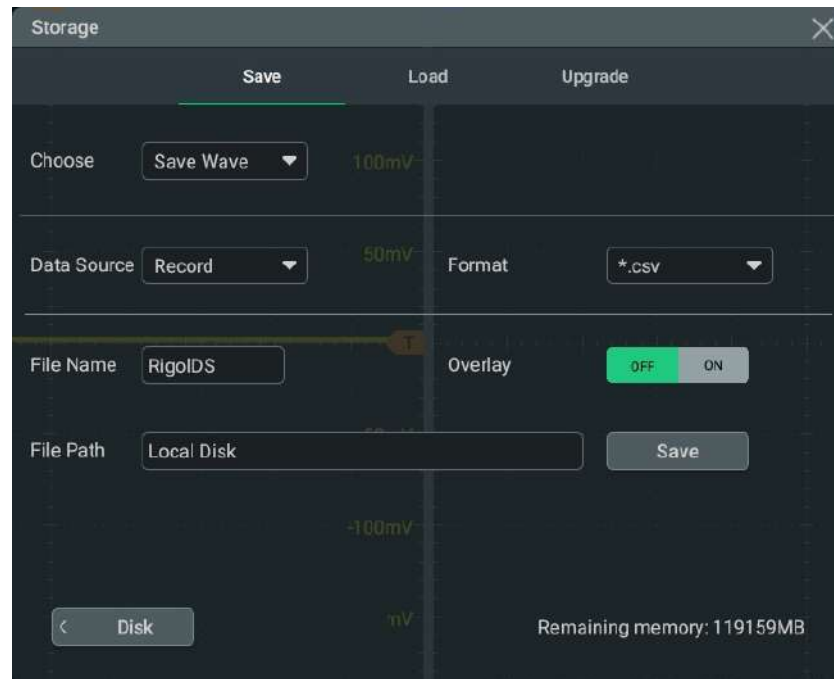 Storage
Save Load Upgrade
Choose Save Wave 100mV
50mV
Data Source Record Format *.csv
T
File Name RigolDS Overlay OFF ON
File Path Local Disk Save
-100mV
Disk mV Remaining memory: 119159MB